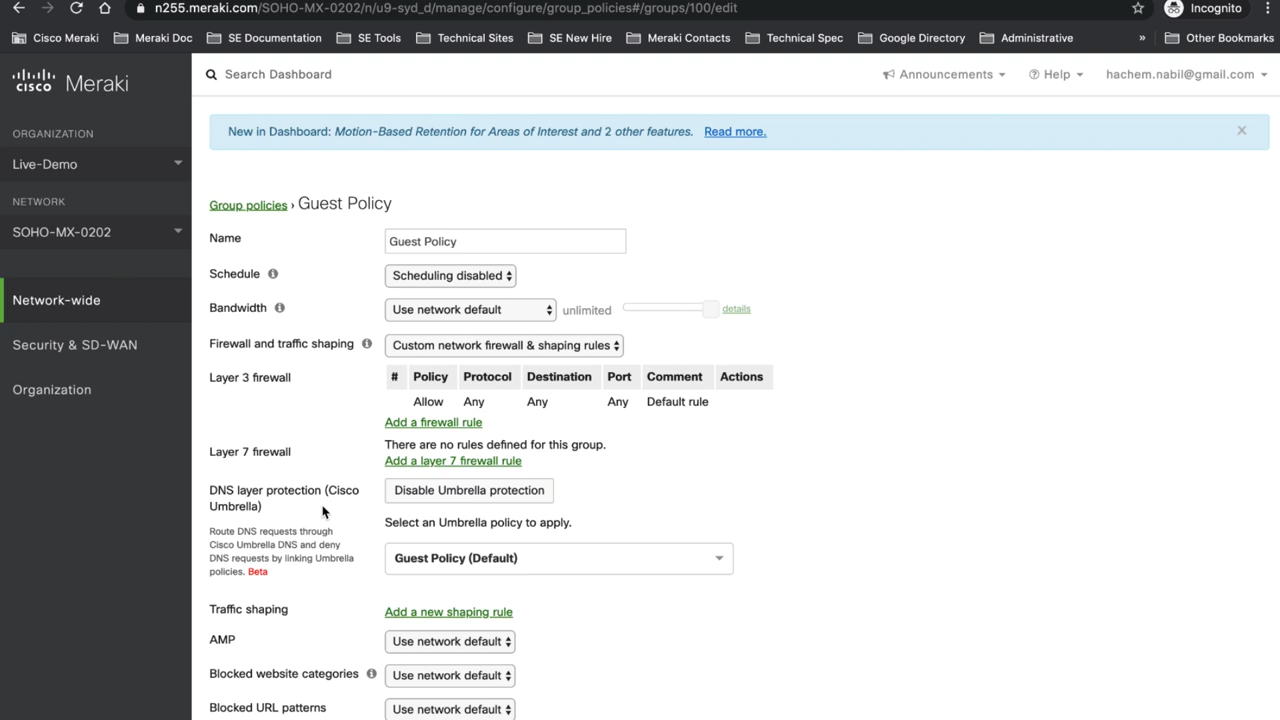 n255.meraki.com/SOHO-MX-0202/n/u9-syd_d/manage/configure/group_policies#/groups/100/edit
Incognito
Cisco Meraki
Meraki Doc
SE Documentation
SE Tools
Technical Sites
SE New Hire
Meraki Contacts
Technical Spec
Google Directory
Administrative
»
Other Bookmarks
CISCO Meraki
Search Dashboard
Announcements
Help
hachem.nabil@gmail.com
New in Dashboard: Motion-Based Retention for Areas of Interest and 2 other features. Read more.
ORGANIZATION
Live-Demo
NETWORK
SOHO-MX-0202
Network-wide
Security & SD-WAN
Organization
Group policies › Guest Policy
Name
Guest Policy
Schedule
Scheduling disabled
Bandwidth
Use network default
unlimited
details
Firewall and traffic shaping
Custom network firewall & shaping rules
Layer 3 firewall
# Policy Protocol Destination Port Comment Actions
Allow Any Any Any Default rule
Add a firewall rule
Layer 7 firewall
There are no rules defined for this group.
Add a layer 7 firewall rule
DNS layer protection (Cisco
Umbrella)
Route DNS requests through
Cisco Umbrella DNS and deny
DNS requests by linking Umbrella
policies. Beta
Disable Umbrella protection
Select an Umbrella policy to apply.
Guest Policy (Default)
Traffic shaping
Add a new shaping rule
AMP
Use network default
Blocked website categories
Use network default
Blocked URL patterns
Use network default